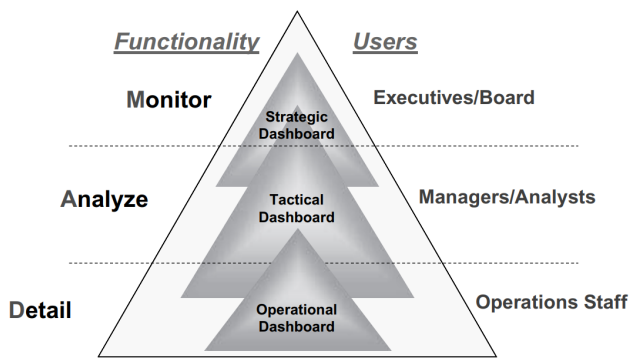 Functionality
Users
Monitor
Executives/Board
Strategic
Dashboard
Analyze
Managers/Analysts
Tactical
Dashboard
Detail
Operations Staff
Operational
Dashboard